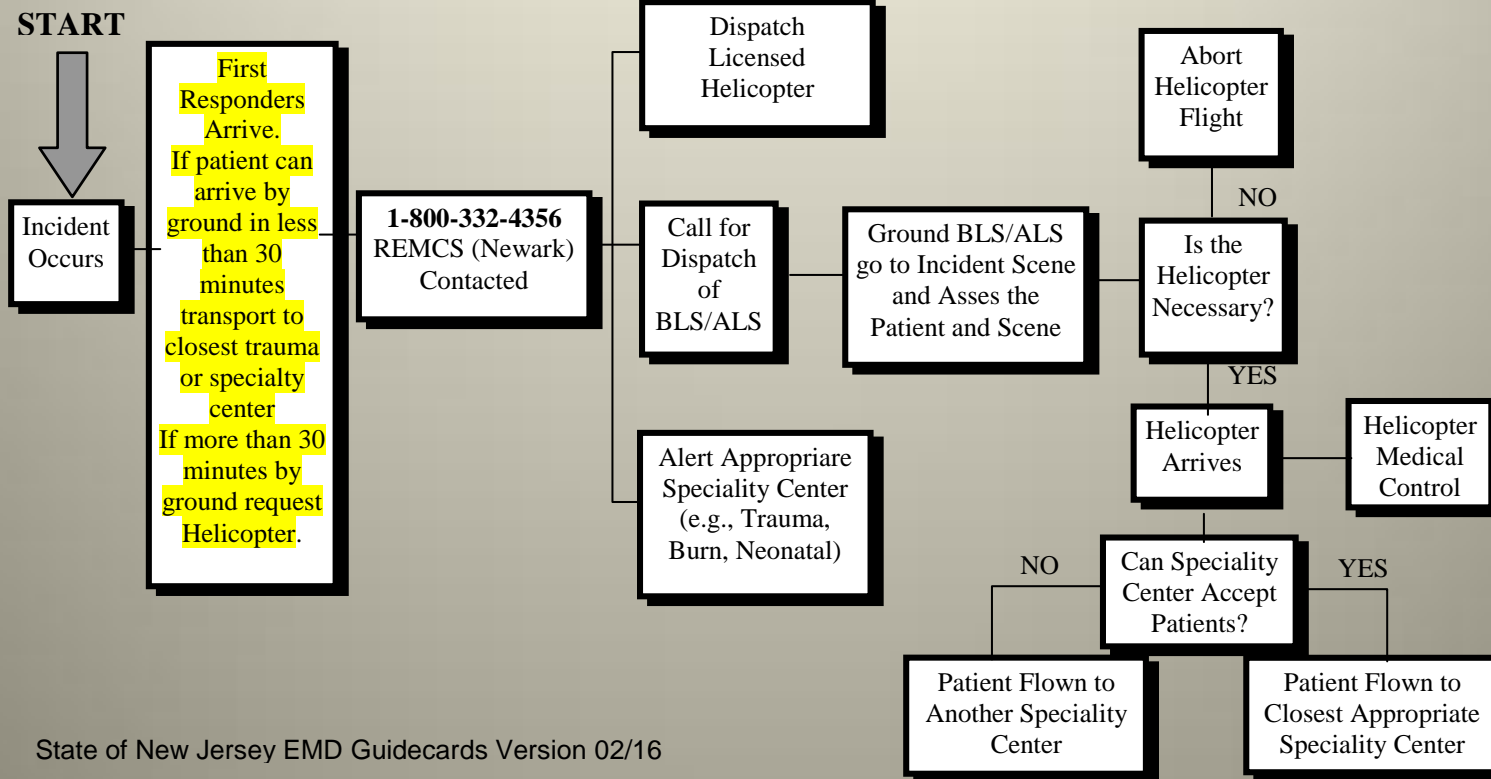 START
Incident
Occurs
First
Responders
Arrive.
If patient can
arrive by
ground in less
than 30
minutes
transport to
closest trauma
or specialty
center
If more than 30
minutes by
ground request
Helicopter.
1-800-332-4356
REMCS (Newark)
Contacted
Dispatch
Licensed
Helicopter
Call for
Dispatch
of
BLS/ALS
Alert Appropriare
Speciality Center
(e.g., Trauma,
Burn, Neonatal)
Ground BLS/ALS
go to Incident Scene
and Asses the
Patient and Scene
Abort
Helicopter
Flight
NO
Is the
Helicopter
Necessary?
YES
Helicopter
Arrives
Helicopter
Medical
Control
Can Speciality
Center Accept
Patients?
NO
YES
Patient Flown to
Another Speciality
Center
Patient Flown to
Closest Appropriate
Speciality Center
State of New Jersey EMD Guidecards Version 02/16